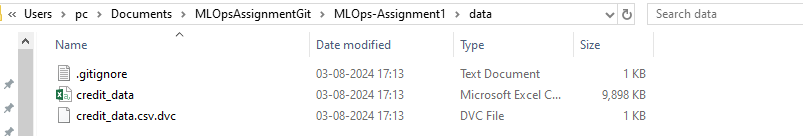 « Users > pc > Documents > MLOpsAssignmentGit > MLOps-Assignment1 > data
Search data
Name Date modified Type Size
.gitignore 03-08-2024 17:13 Text Document 1 KB
credit_data 03-08-2024 17:13 Microsoft Excel C... 9,898 KB
credit_data.csv.dvc 03-08-2024 17:13 DVC File 1 KB